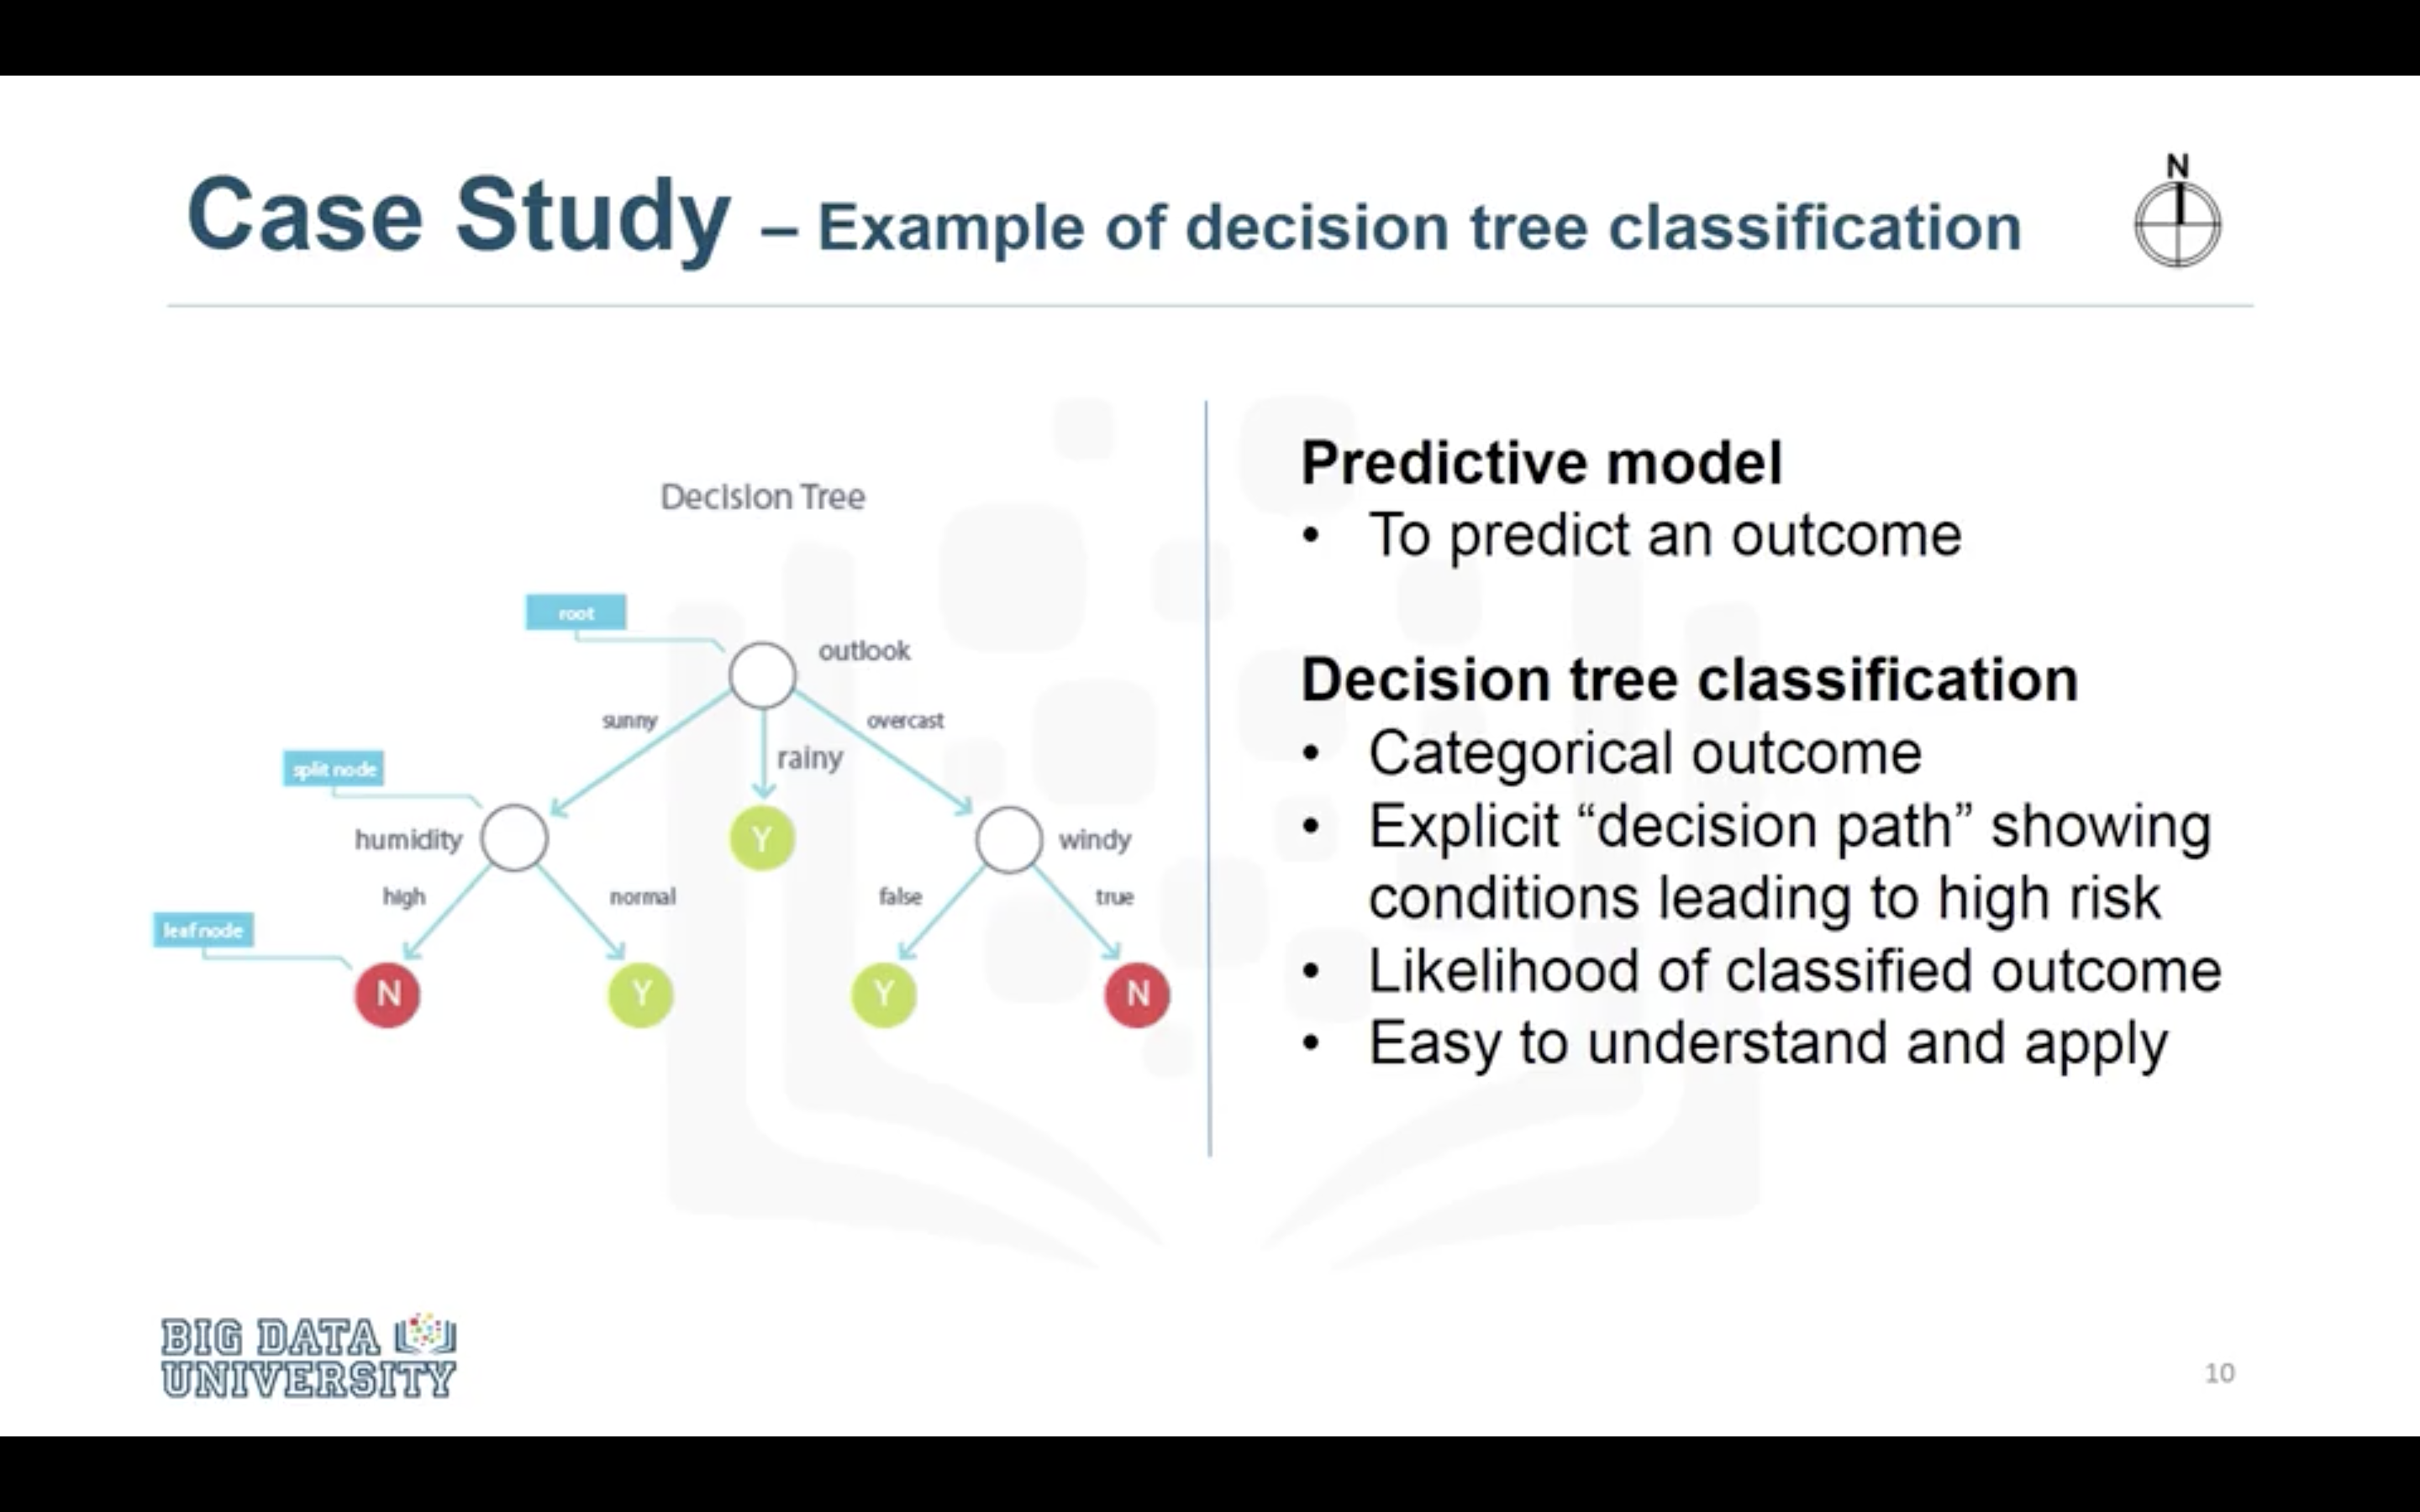 Case Study – Example of decision tree classification
N
Decision Tree
root
outlook
sunny
rainy
overcast
split node
humidity
Y
windy
high
normal
false
true
leaf node
N
Y
Y
N
Predictive model
• To predict an outcome
Decision tree classification
• Categorical outcome
• Explicit “decision path” showing
conditions leading to high risk
• Likelihood of classified outcome
• Easy to understand and apply
BIG DATA
UNIVERSITY
10